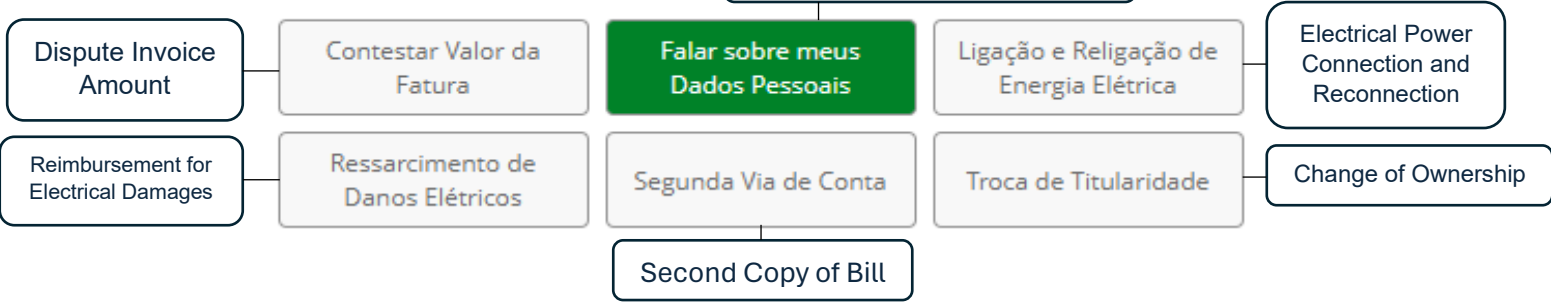 Dispute Invoice
Amount
Contestar Valor da
Fatura
Falar sobre meus
Dados Pessoais
Ligação e Religação de
Energia Elétrica
Electrical Power
Connection and
Reconnection
Reimbursement for
Electrical Damages
Ressarcimento de
Danos Elétricos
Segunda Via de Conta
Troca de Titularidade
Change of Ownership
Second Copy of Bill